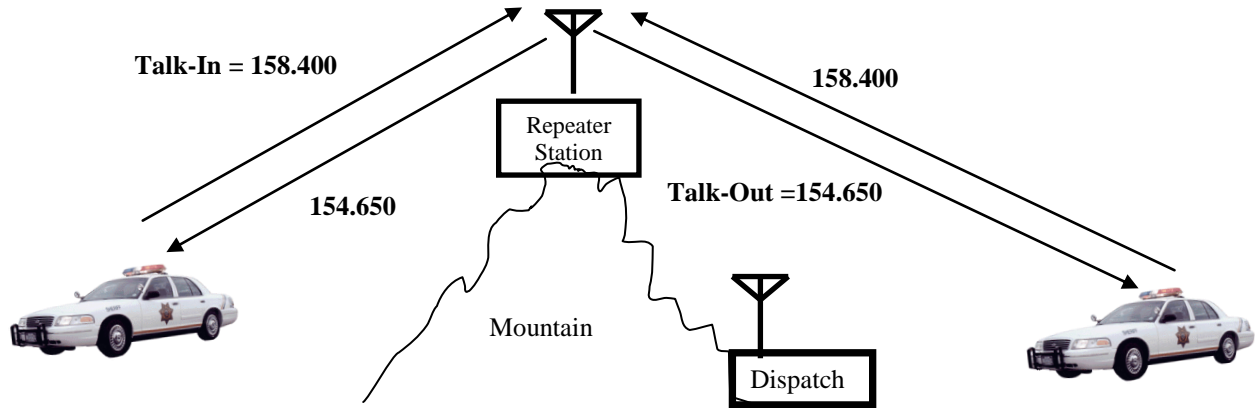 Talk-In = 158.400
158.400
Repeater
Station
154.650
Talk-Out =154.650
Mountain
Dispatch